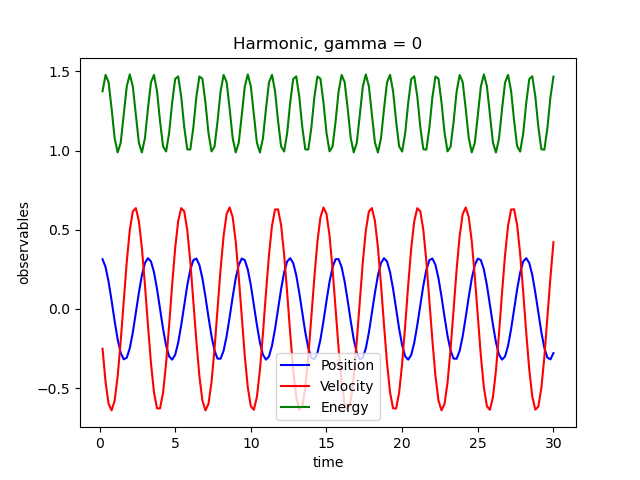 Harmonic, gamma = 0
observables
1.5
1.0
0.5
0.0
−0.5
0
5
10
15
20
25
30
time
Position
Velocity
Energy